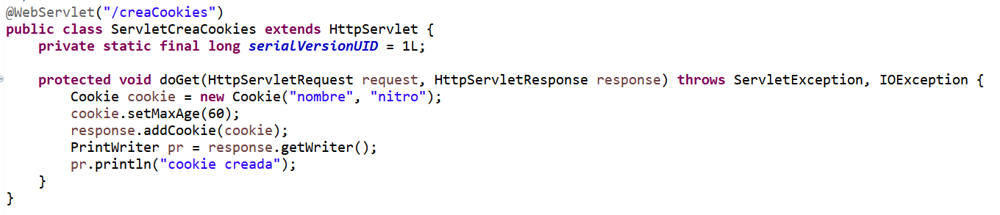 @WebServlet("/creaCookies")
public class ServletCreaCookies extends HttpServlet {
    private static final long serialVersionUID = 1L;

    protected void doGet(HttpServletRequest request, HttpServletResponse response) throws ServletException, IOException {
        Cookie cookie = new Cookie("nombre", "nitro");
        cookie.setMaxAge(60);
        response.addCookie(cookie);
        PrintWriter pr = response.getWriter();
        pr.println("cookie creada");
    }
}